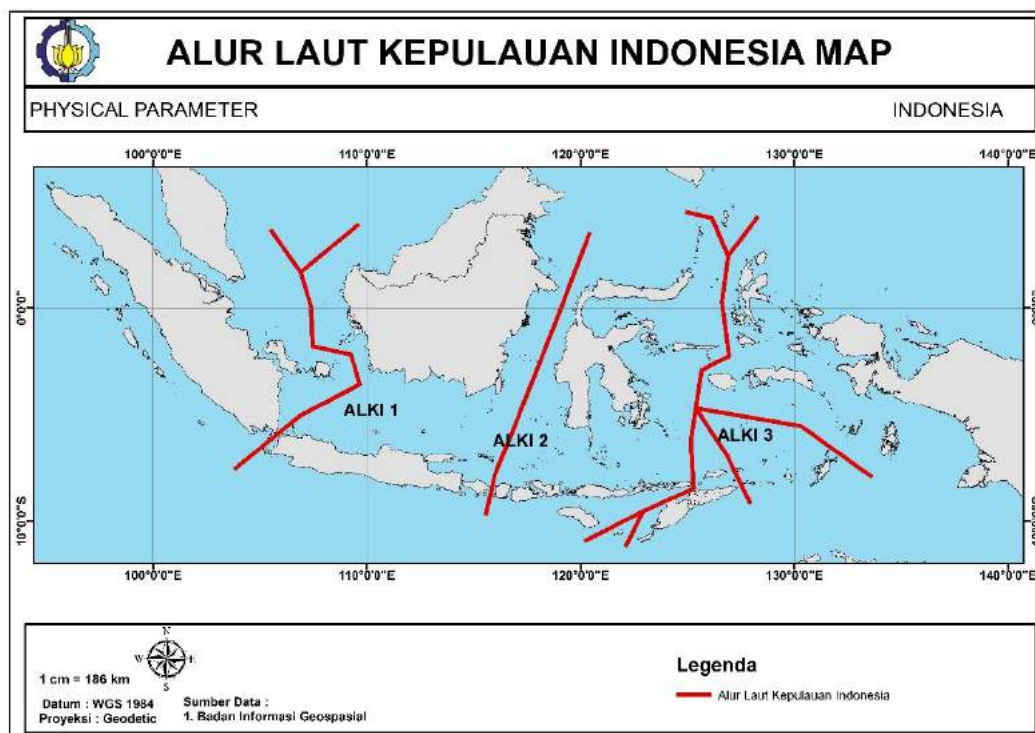 ALUR LAUT KEPULAUAN INDONESIA MAP
PHYSICAL PARAMETER INDONESIA
100°0'0"E 110°0'0"E 120°0'0"E 130°0'0"E 140°0'0"E
0°0'0"
ALKI 1
ALKI 2
ALKI 3
10°0'0"S
100°0'0"E 110°0'0"E 120°0'0"E 130°0'0"E 140°0'0"E
N
W E
S
1 cm = 186 km
Datum : WGS 1984
Proyeksi : Geodetic
Sumber Data :
1. Badan Informasi Geospasial
Legenda
Alur Laut Kepulauan Indonesia